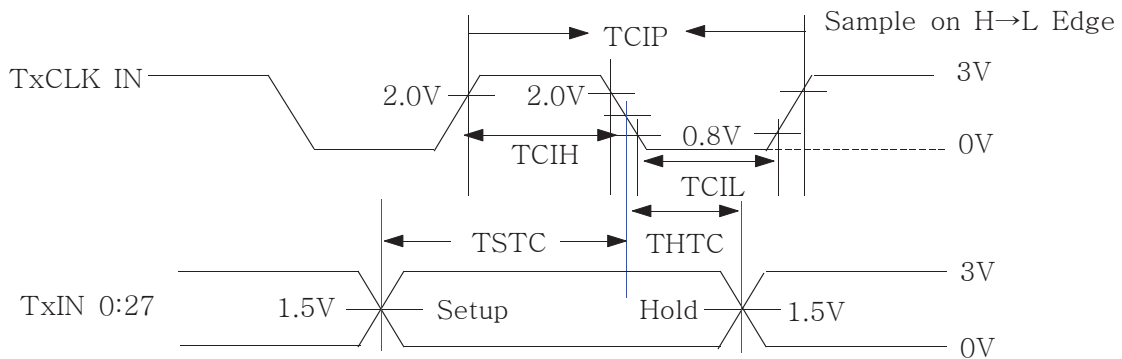 Sample on H→L Edge
TCIP
TxCLK IN
3V
2.0V
2.0V
0.8V
0V
TCIH
TCIL
TSTC
THTC
3V
TxIN 0:27
1.5V
Setup
Hold
1.5V
0V